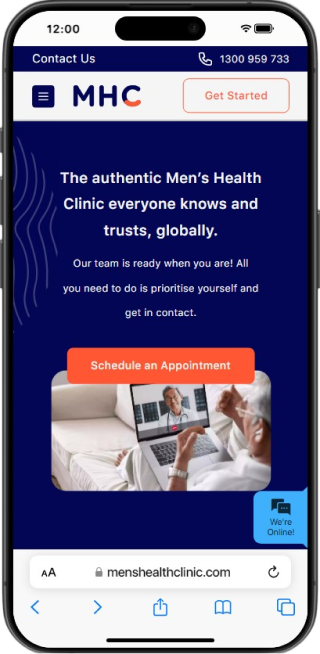 12:00
Contact Us 1300 959 733
MHC Get Started
The authentic Men's Health
Clinic everyone knows and
trusts, globally.
Our team is ready when you are! All
you need to do is prioritise yourself and
get in contact.
Schedule an Appointment
We're
Online!
AA menshealthclinic.com